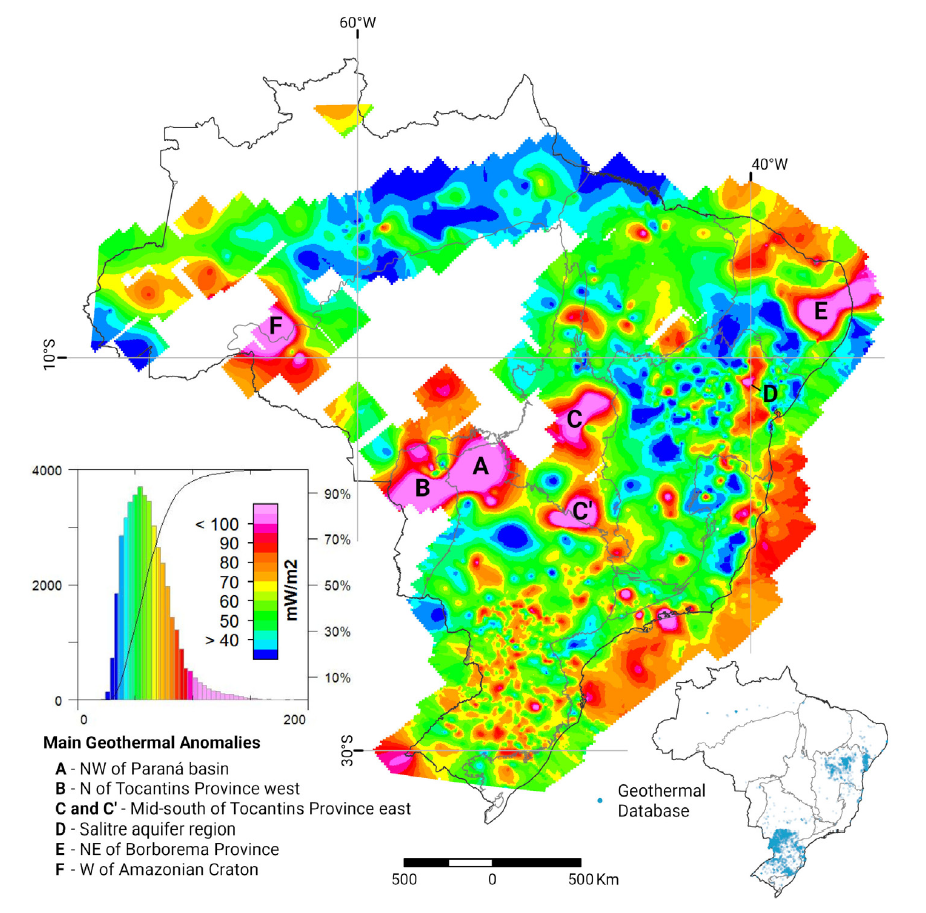 60°W
40°W
10°S
30°S
F
E
D
C
A
B
C'
4000
2000
0
0
200
90%
70%
50%
30%
10%
< 100
90
80
70
60
50
> 40
mW/m2
Main Geothermal Anomalies
A - NW of Paraná basin
B - N of Tocantins Province west
C and C' - Mid-south of Tocantins Province east
D - Salitre aquifer region
E - NE of Borborema Province
F - W of Amazonian Craton
Geothermal
Database
500 0 500 Km